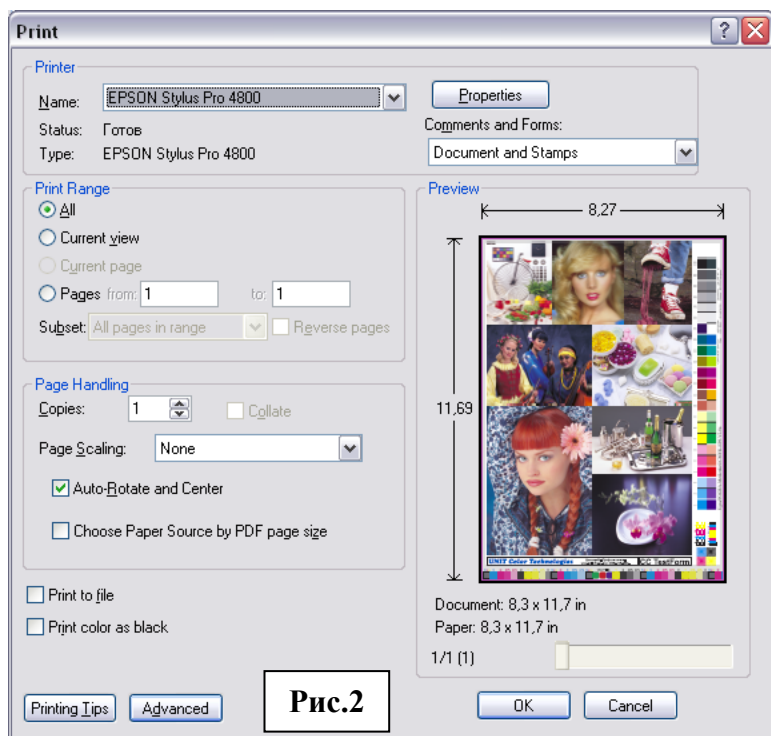 Print
Printer
Name: EPSON Stylus Pro 4800
Properties
Status: Готов
Comments and Forms:
Type: EPSON Stylus Pro 4800
Document and Stamps
Print Range
All
Current view
Current page
Pages from: 1 to: 1
Subset: All pages in range Reverse pages
Page Handling
Copies: 1 Collate
Page Scaling: None
Auto-Rotate and Center
Choose Paper Source by PDF page size
Print to file
Print color as black
Preview
8,27
11,69
UNIT Color Technologies
CC TestForm
Document: 8,3 x 11,7 in
Paper: 8,3 x 11,7 in
1/1 (1)
Printing Tips
Advanced
Рис.2
OK
Cancel